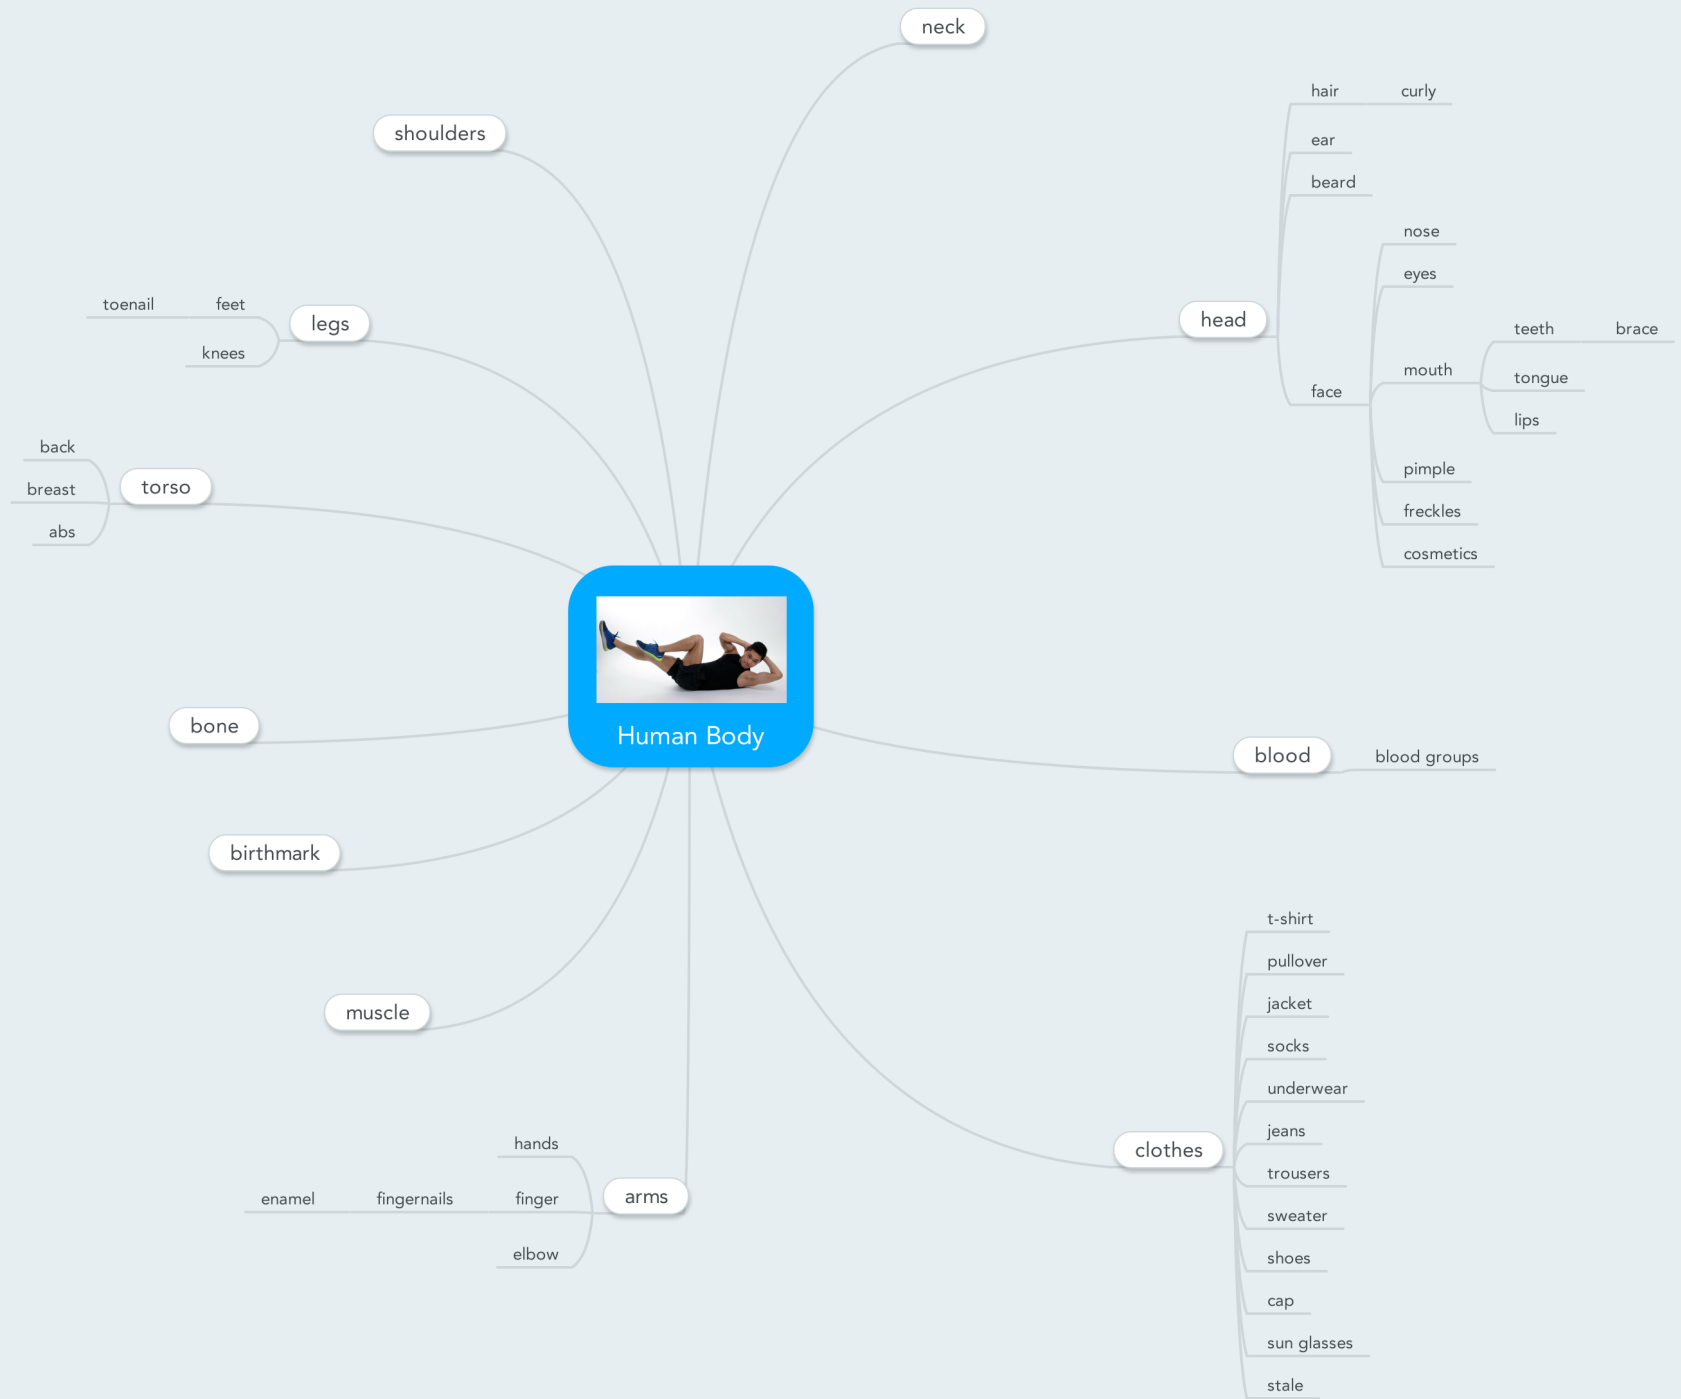 neck
shoulders
hair
curly
ear
beard
nose
eyes
head
teeth
brace
mouth
tongue
face
lips
pimple
freckles
cosmetics
toenail
feet
legs
knees
back
torso
breast
abs
Human Body
bone
blood
blood groups
birthmark
muscle
t-shirt
pullover
jacket
socks
underwear
jeans
clothes
trousers
sweater
shoes
cap
sun glasses
stale
hands
arms
enamel
fingernails
finger
elbow